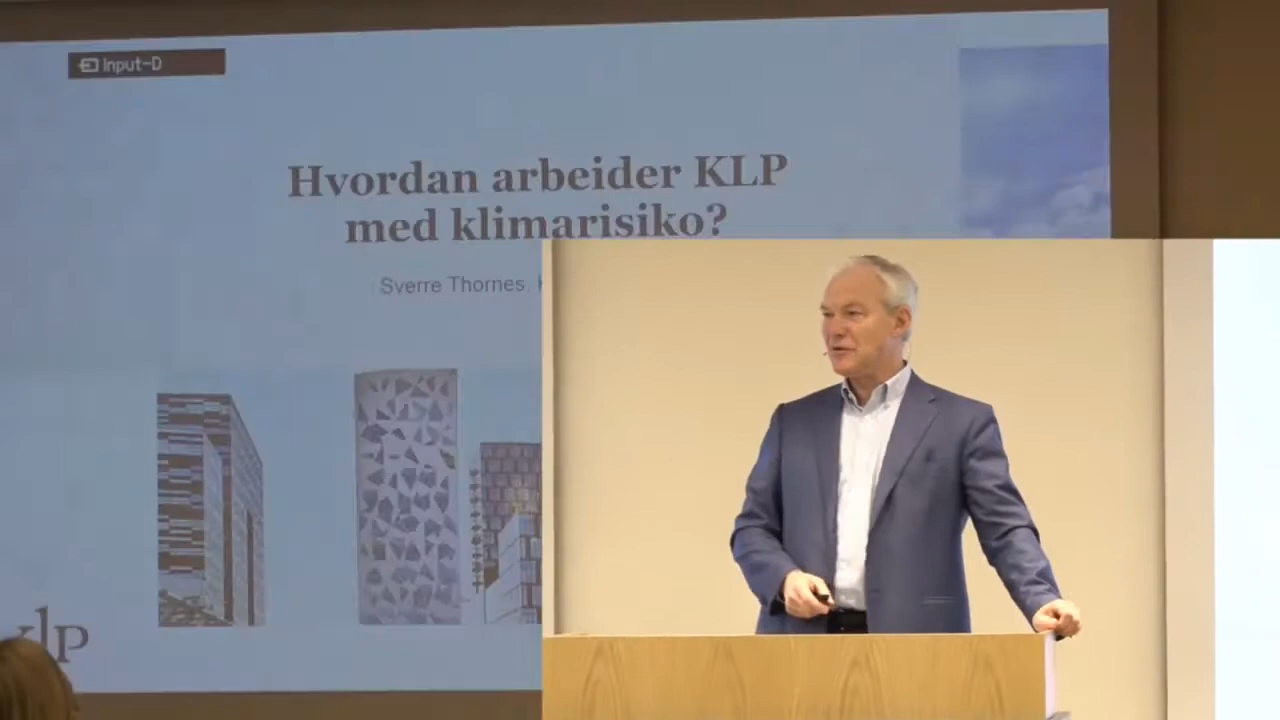 Input-D
Hvordan arbeider KLP
med klimarisiko?
Sverre Thornes,
klp